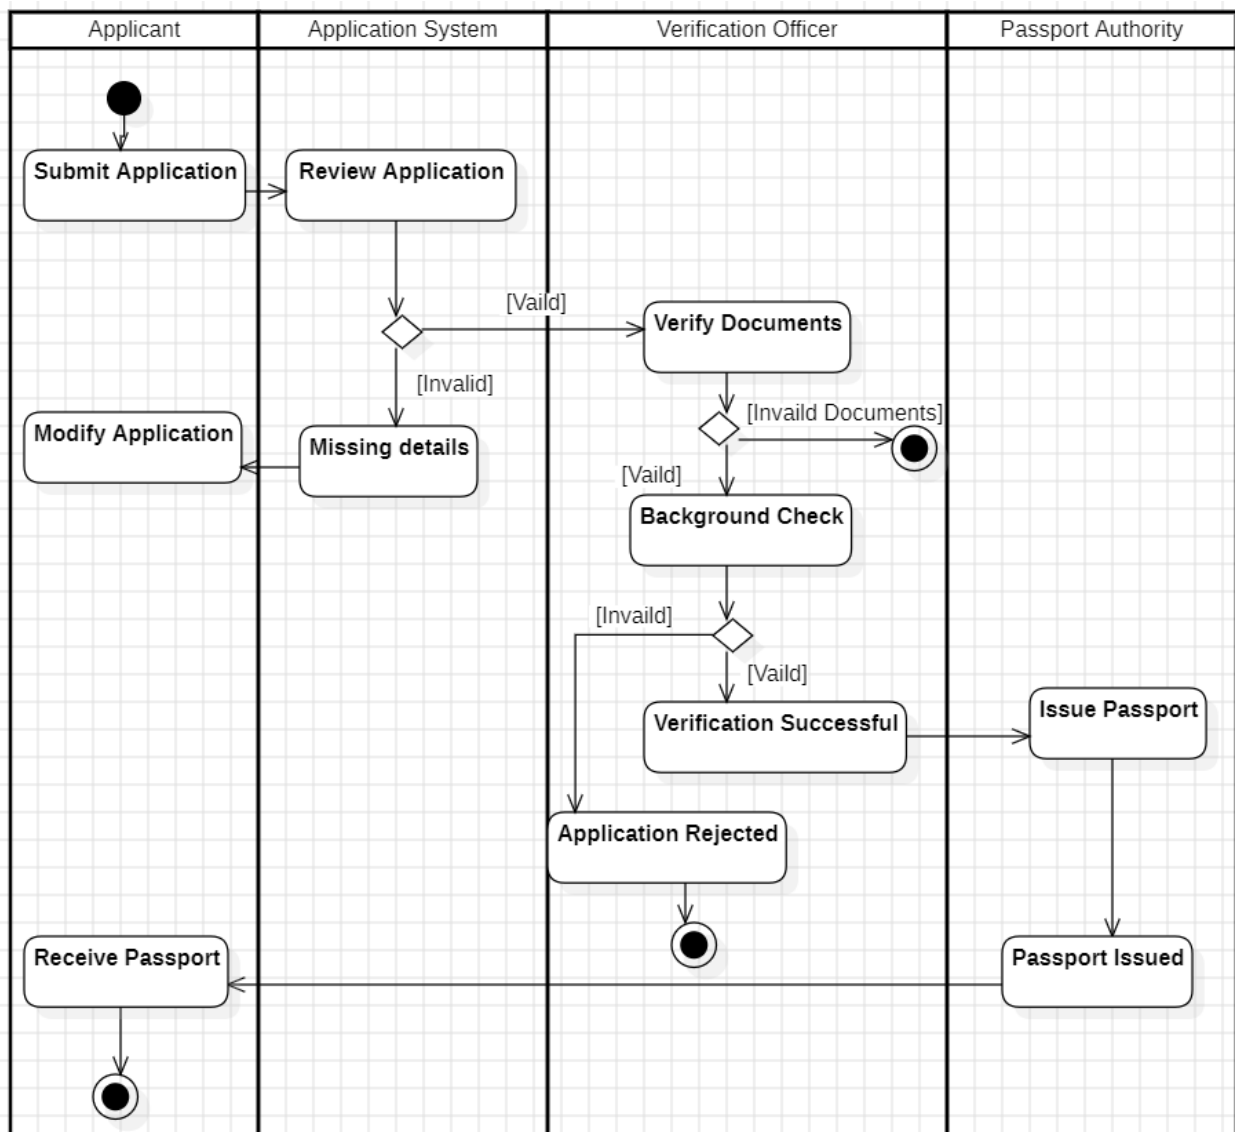 Applicant
Application System
Verification Officer
Passport Authority
Submit Application
Review Application
[Vaild]
Verify Documents
[Invalid]
[Invaild Documents]
Modify Application
Missing details
[Vaild]
Background Check
[Invaild]
[Vaild]
Verification Successful
Issue Passport
Application Rejected
Receive Passport
Passport Issued